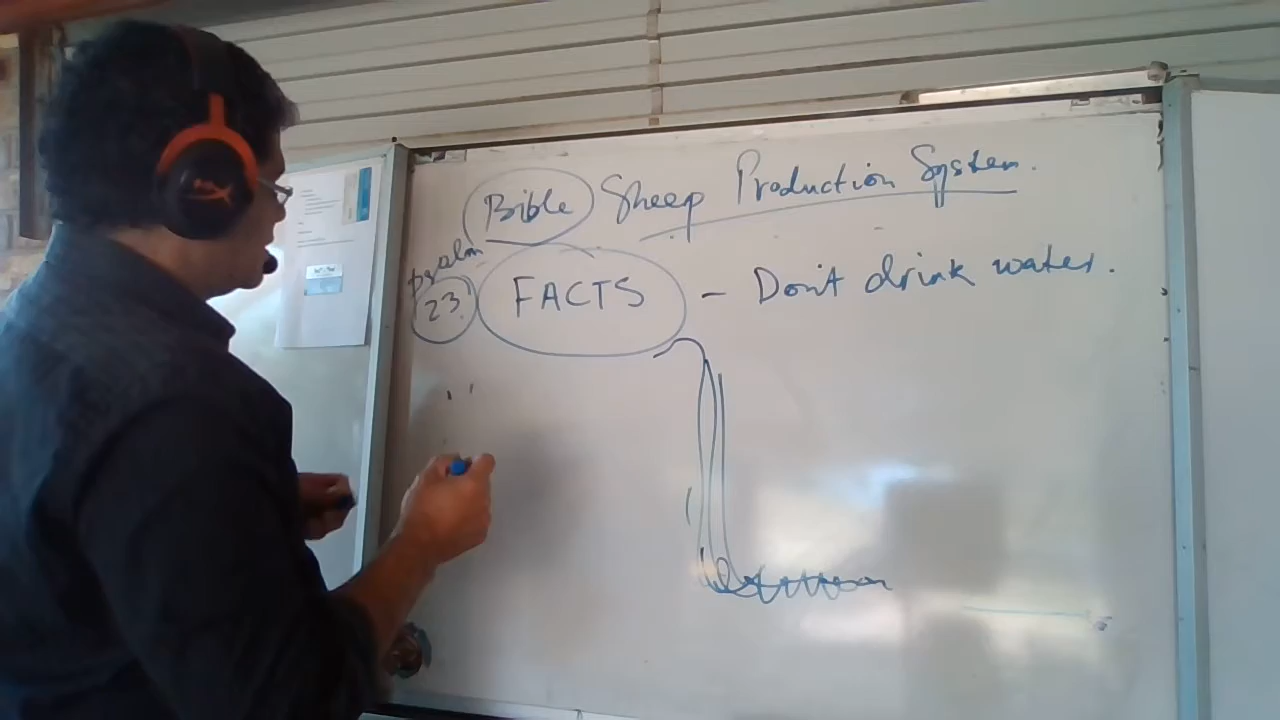 Bible Sheep Production System.
psalm
23 FACTS - Don't drink water.